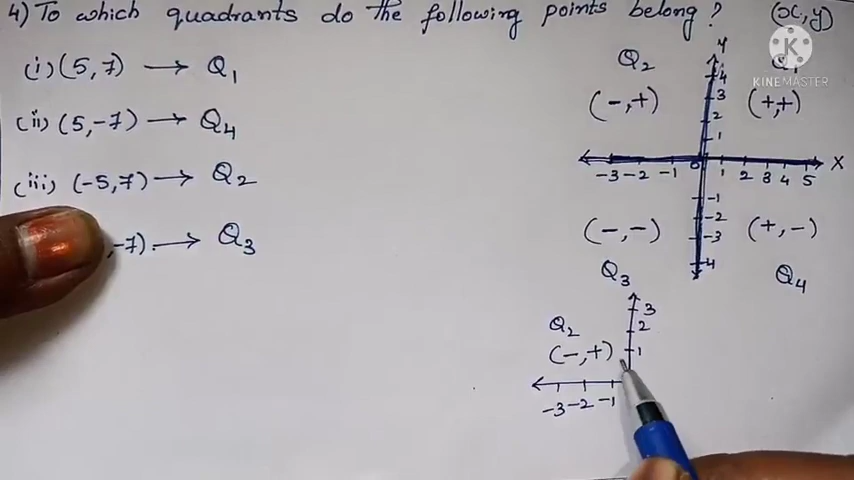 4) To which quadrants do the following points belong? (x,y)
(i) (5,7) → Q1
(ii) (5,-7) → Q4
(iii) (-5,7) → Q2
,-7) → Q3
Y
Q2
K
KINEMASTER
4
(-,+) 3 (+,+)
2
1
0 X
-3 -2 -1 1 2 3 4 5
-1
-2
(-,-) -3 (+,-)
Q3 4 Q4
3
Q2 2
(-,+) 1
-3 -2 -1